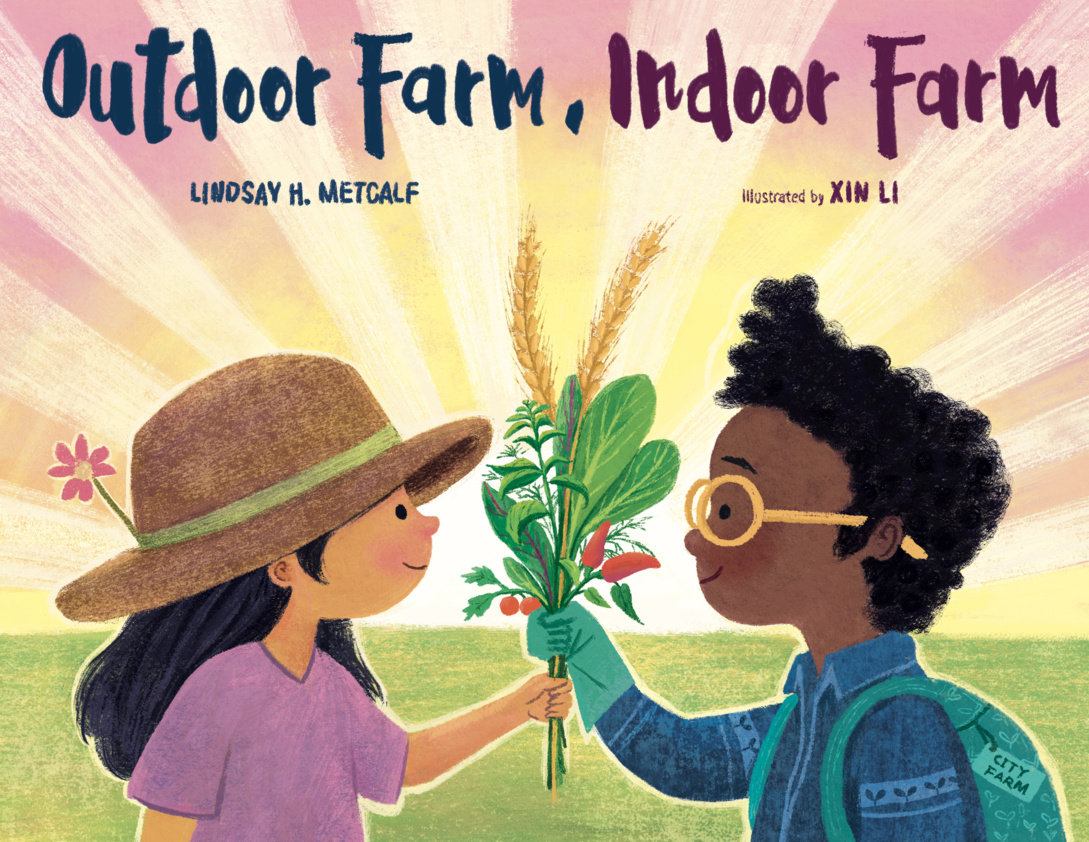 Outdoor Farm, Indoor Farm
LINDSAY H. METCALF
Illustrated by XIN LI
CITY
FARM